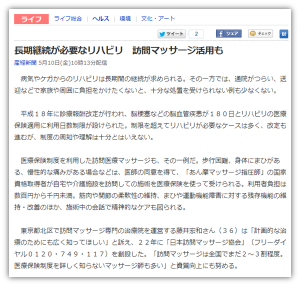 ライフ
ライフ総合 | ヘルス | 環境 | 文化・アート
2
シェア
長期継続が必要なリハビリ　訪問マッサージ活用も
産経新聞 5月10日(金)10時13分配信
病気やケガからのリハビリは長期間の継続が求められる。その一方では、通院がつらい、送
迎などで家族や周囲に負担をかけたくないと、十分な処置を受けられない例も少なくない。
平成１８年に診療報酬改定が行われ、脳梗塞などの脳血管疾患が１８０日とリハビリの医療
保険適用に利用日数制限が設けられた。制限を超えてリハビリが必要なケースは多く、改定も
進むが、制度の周知や理解は十分とはいえない。
医療保険制度を利用した訪問医療マッサージも、その一例だ。歩行困難、身体にまひがあ
る、慢性的な痛みがある場合などは、医師の同意を得て、「あん摩マッサージ指圧師」の国家
資格取得者が自宅や介護施設を訪問しての施術を医療保険を使って受けられる。利用者負担は
数百円から千円未満。筋肉や関節の柔軟性の維持、まひや運動機能障害に対する残存機能の維
持・改善のほか、施術中の会話で精神的なケアも図られる。
東京都北区で訪問マッサージ専門の治療院を運営する藤井宏和さん（３６）は「計画的な治
療のためにも広く知ってほしい」と訴え、２２年に「日本訪問マッサージ協会」（フリーダイ
ヤル０１２０・７４９・１１７）を創設した。「訪問マッサージは全国でまだ２～３割程度。
医療保険制度を詳しく知らないマッサージ師も多い」と資質向上にも努める。